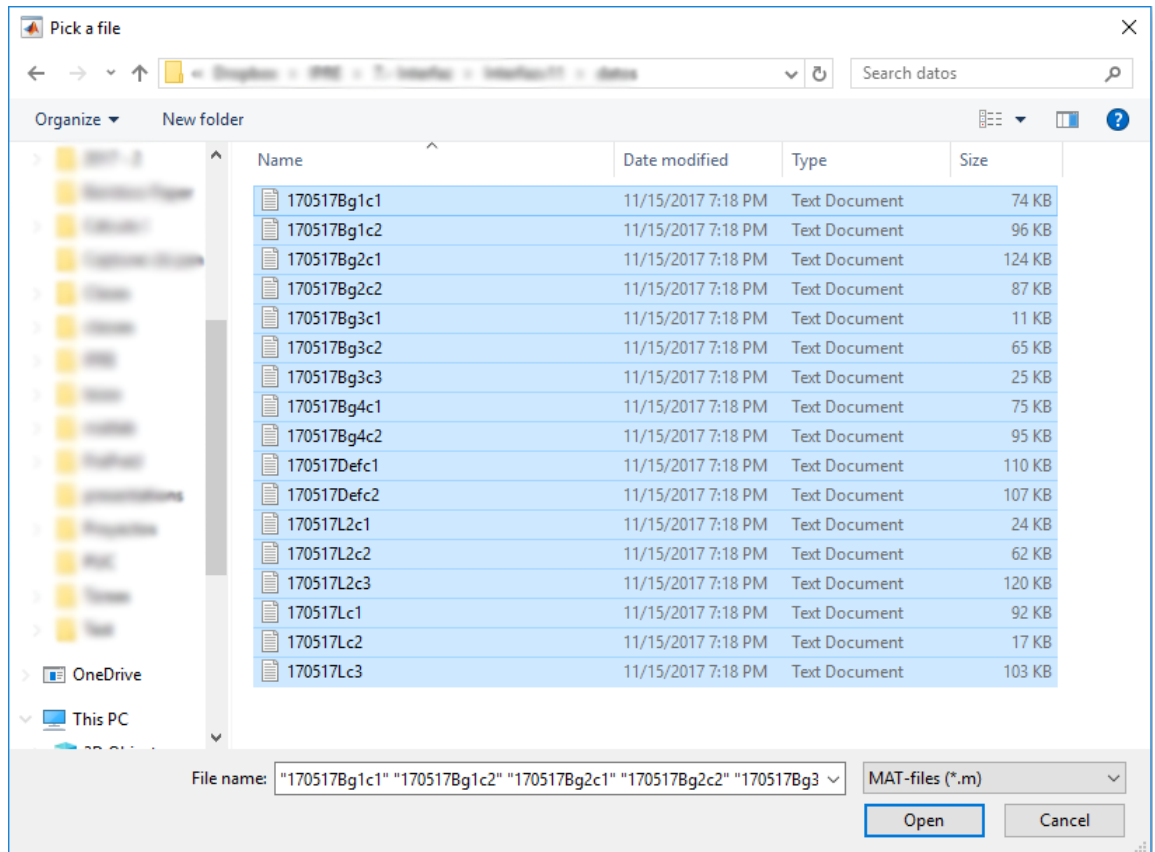 Pick a file
Search datos
Organize New folder
Name Date modified Type Size
170517Bg1c1 11/15/2017 7:18 PM Text Document 74 KB
170517Bg1c2 11/15/2017 7:18 PM Text Document 96 KB
170517Bg2c1 11/15/2017 7:18 PM Text Document 124 KB
170517Bg2c2 11/15/2017 7:18 PM Text Document 87 KB
170517Bg3c1 11/15/2017 7:18 PM Text Document 11 KB
170517Bg3c2 11/15/2017 7:18 PM Text Document 65 KB
170517Bg3c3 11/15/2017 7:18 PM Text Document 25 KB
170517Bg4c1 11/15/2017 7:18 PM Text Document 75 KB
170517Bg4c2 11/15/2017 7:18 PM Text Document 95 KB
170517Defc1 11/15/2017 7:18 PM Text Document 110 KB
170517Defc2 11/15/2017 7:18 PM Text Document 107 KB
170517L2c1 11/15/2017 7:18 PM Text Document 24 KB
170517L2c2 11/15/2017 7:18 PM Text Document 62 KB
170517L2c3 11/15/2017 7:18 PM Text Document 120 KB
170517Lc1 11/15/2017 7:18 PM Text Document 92 KB
170517Lc2 11/15/2017 7:18 PM Text Document 17 KB
170517Lc3 11/15/2017 7:18 PM Text Document 103 KB
OneDrive
This PC
File name: "170517Bg1c1" "170517Bg1c2" "170517Bg2c1" "170517Bg2c2" "170517Bg3 MAT-files (*.m)
Open Cancel